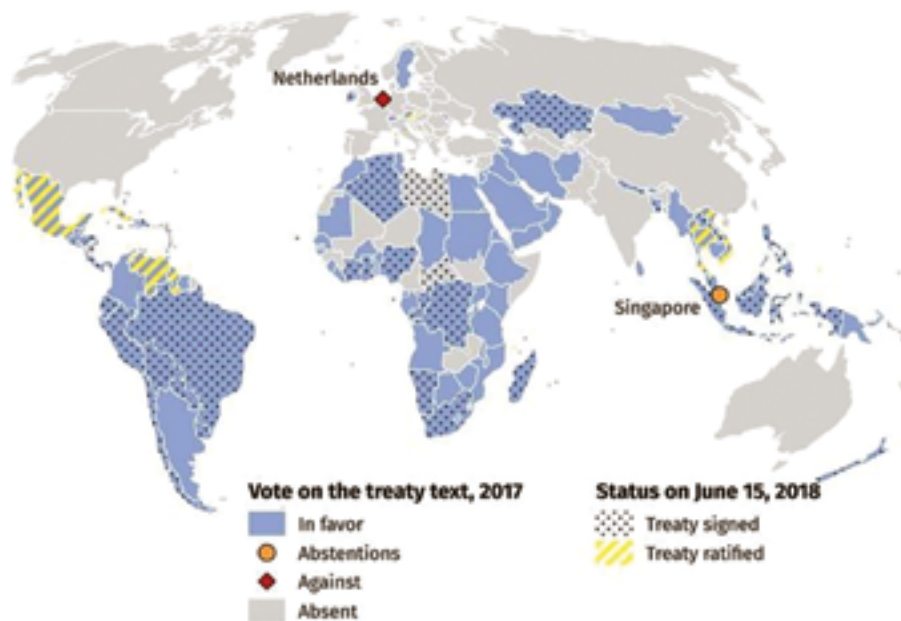 Netherlands
Singapore
Vote on the treaty text, 2017
In favor
Abstentions
Against
Absent
Status on June 15, 2018
Treaty signed
Treaty ratified